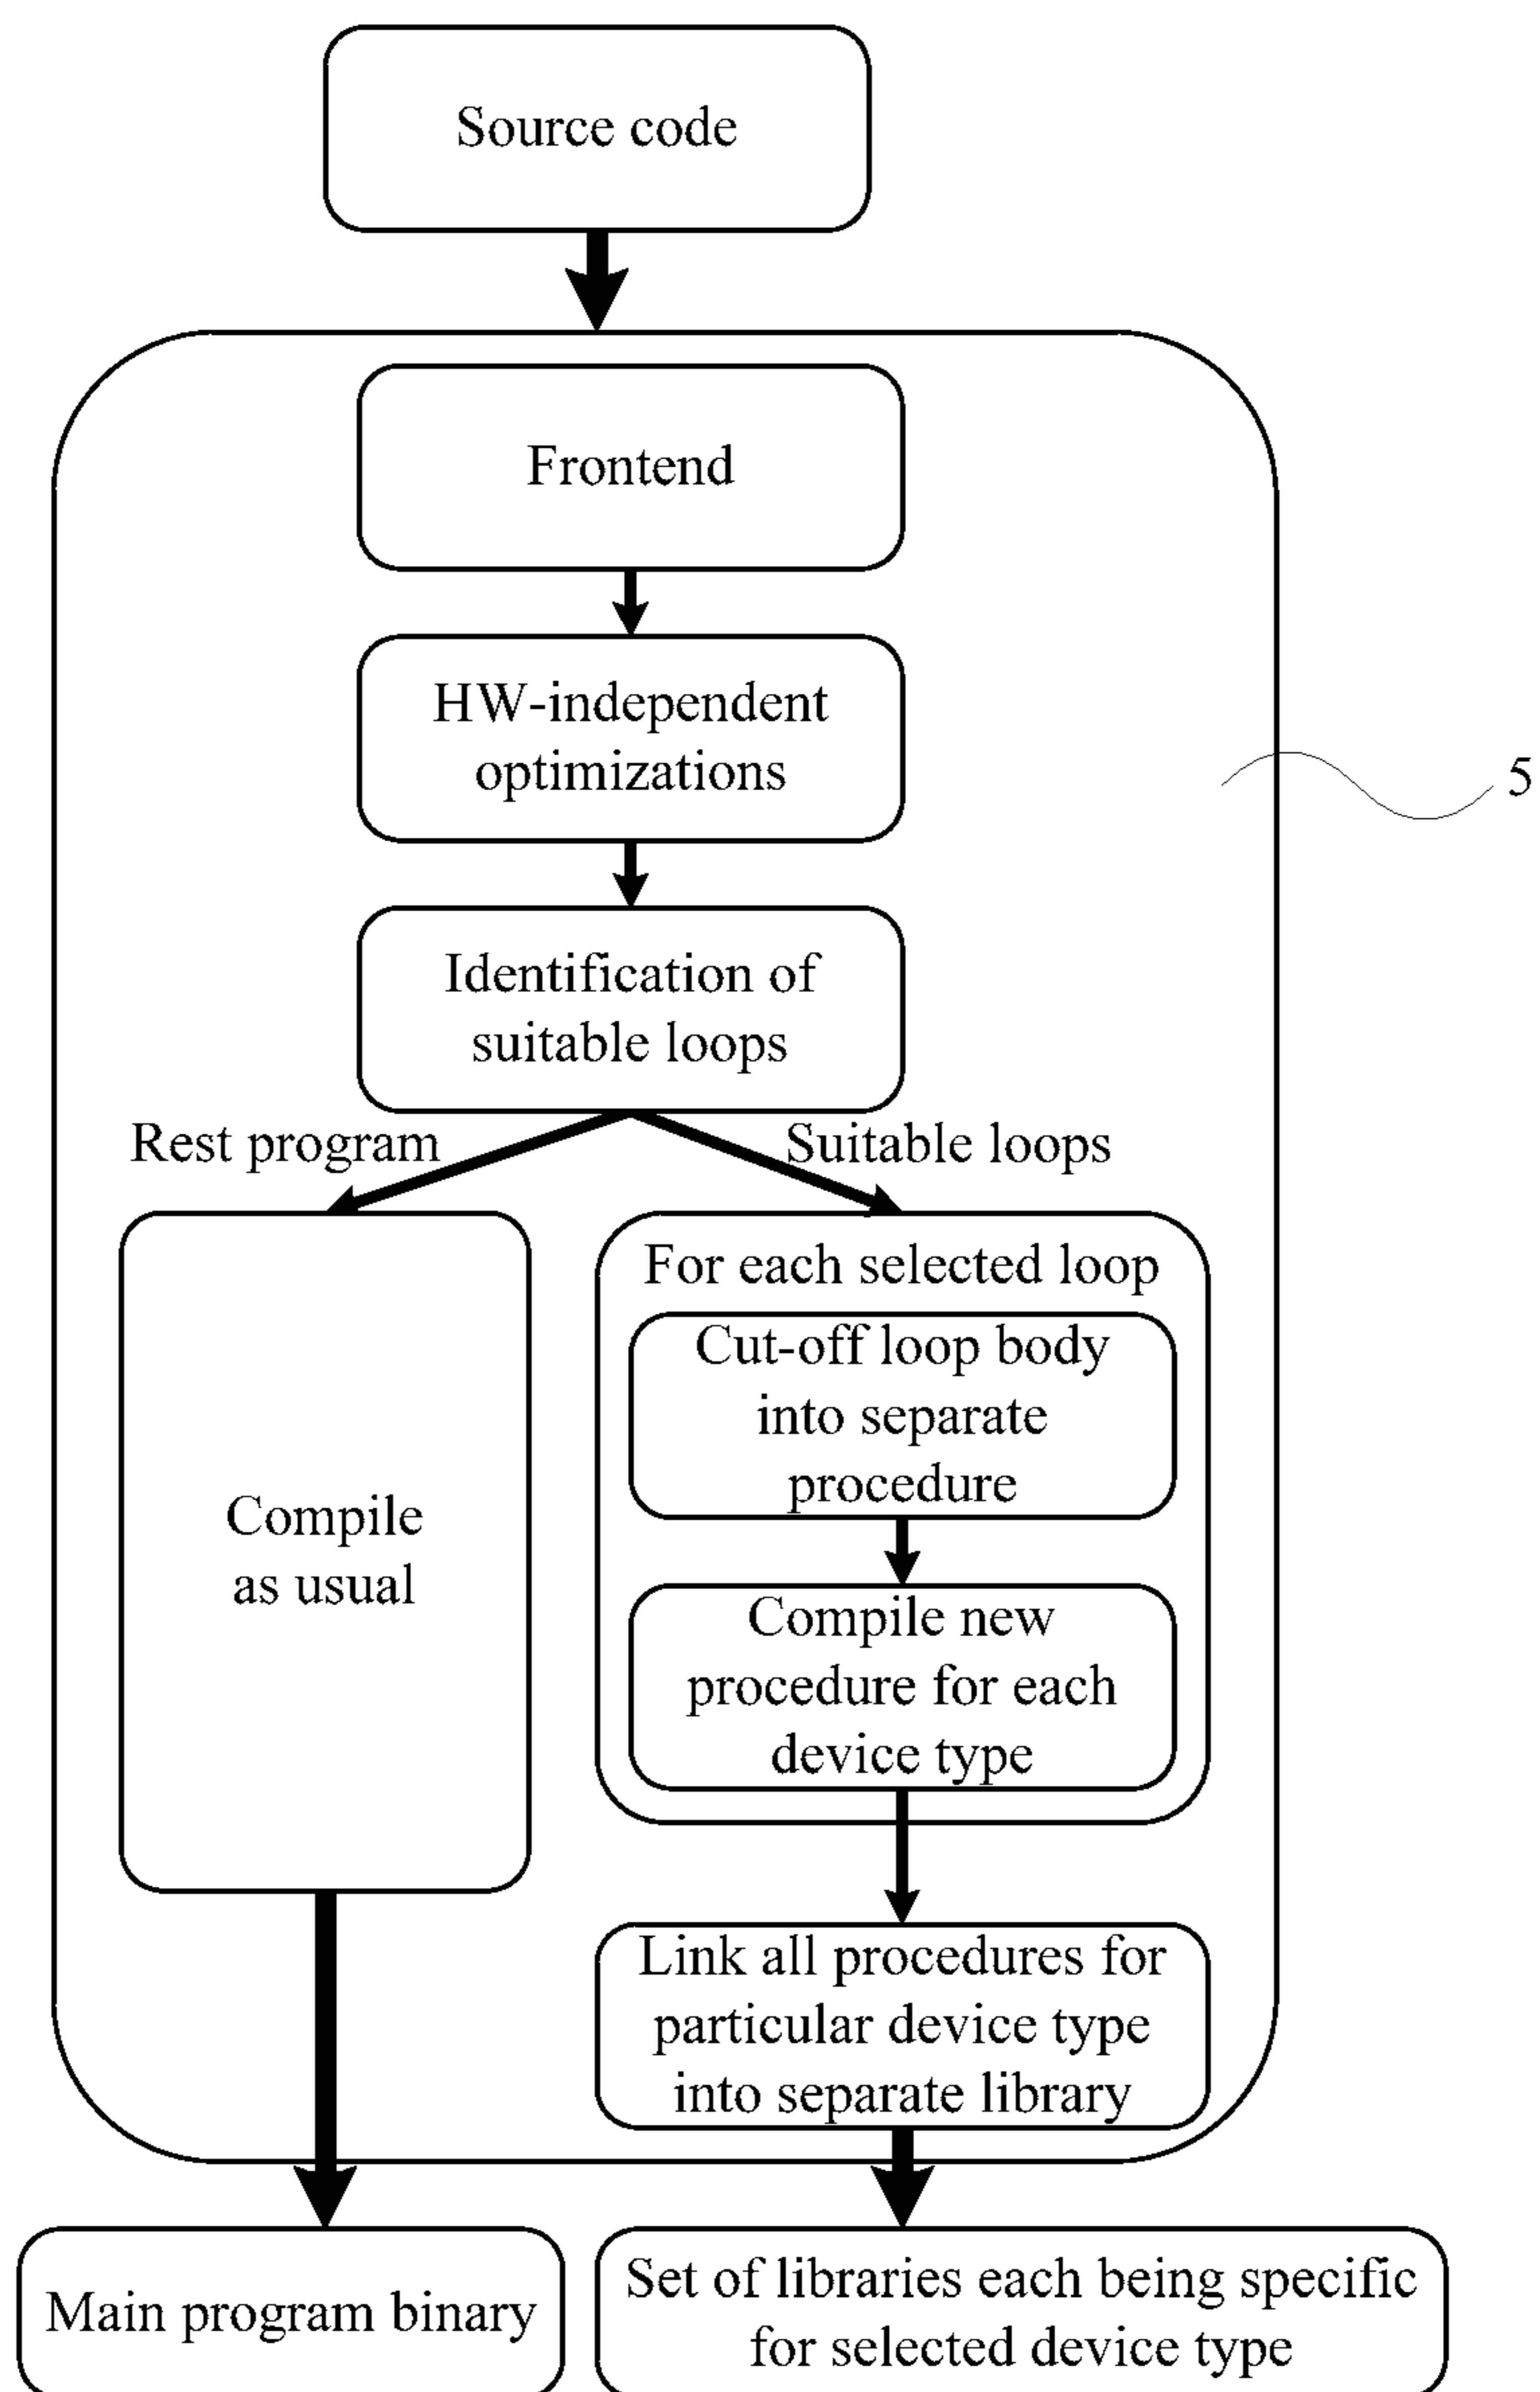 Source code
Frontend
HW-independent
optimizations
5
Identification of
suitable loops
Rest program
Suitable loops
For each selected loop
Cut-off loop body
into separate
procedure
Compile
as usual
Compile new
procedure for each
device type
Link all procedures for
particular device type
into separate library
Main program binary
Set of libraries each being specific
for selected device type